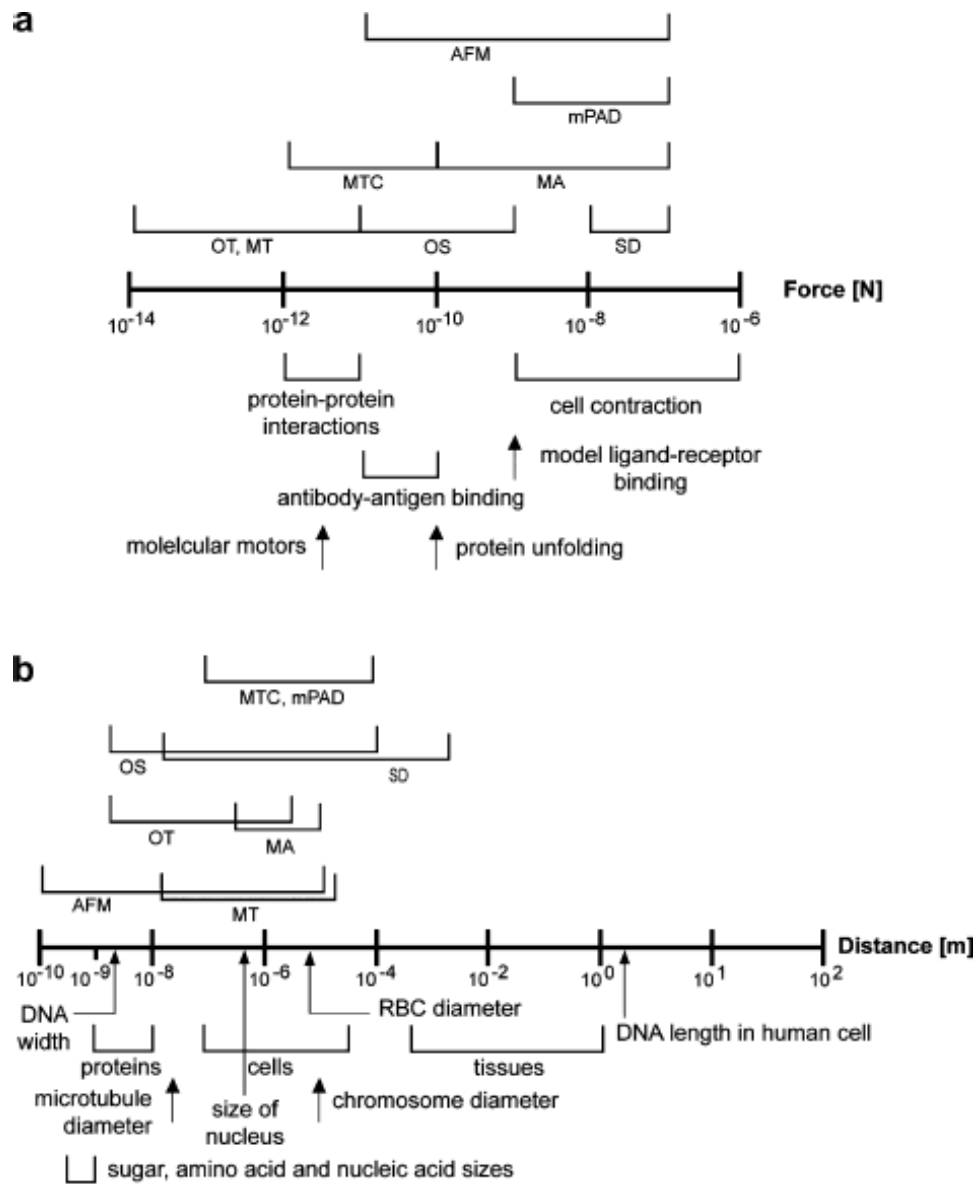 a
AFM
mPAD
MTC MA
OT, MT OS SD
Force [N]
10-14 10-12 10-10 10-8 10-6
protein-protein
interactions
cell contraction
model ligand-receptor
binding
antibody-antigen binding
molelcular motors
protein unfolding
b
MTC, mPAD
OS SD
OT MA
AFM MT
Distance [m]
10-10 10-9 10-8 10-6 10-4 10-2 100 101 102
DNA
width
RBC diameter
DNA length in human cell
proteins cells tissues
microtubule
diameter
size of
nucleus
chromosome diameter
sugar, amino acid and nucleic acid sizes